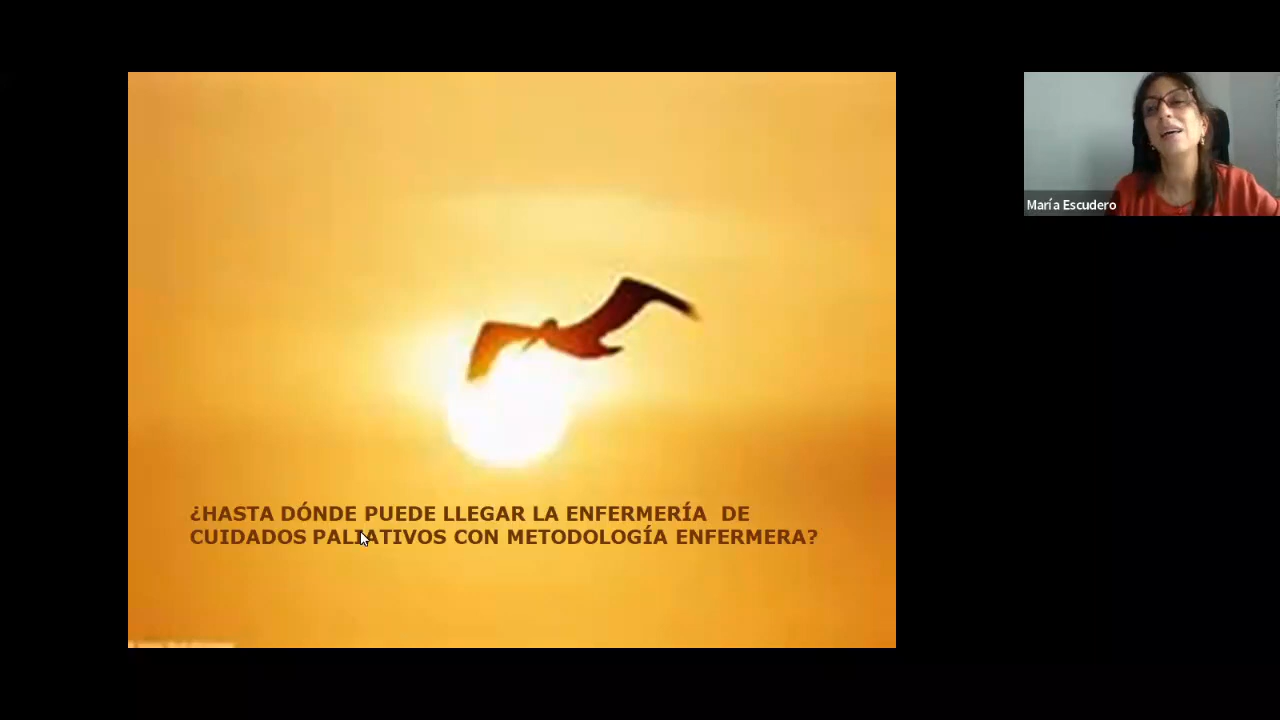 María Escudero
¿HASTA DÓNDE PUEDE LLEGAR LA ENFERMERÍA  DE
CUIDADOS PALIATIVOS CON METODOLOGÍA ENFERMERA?